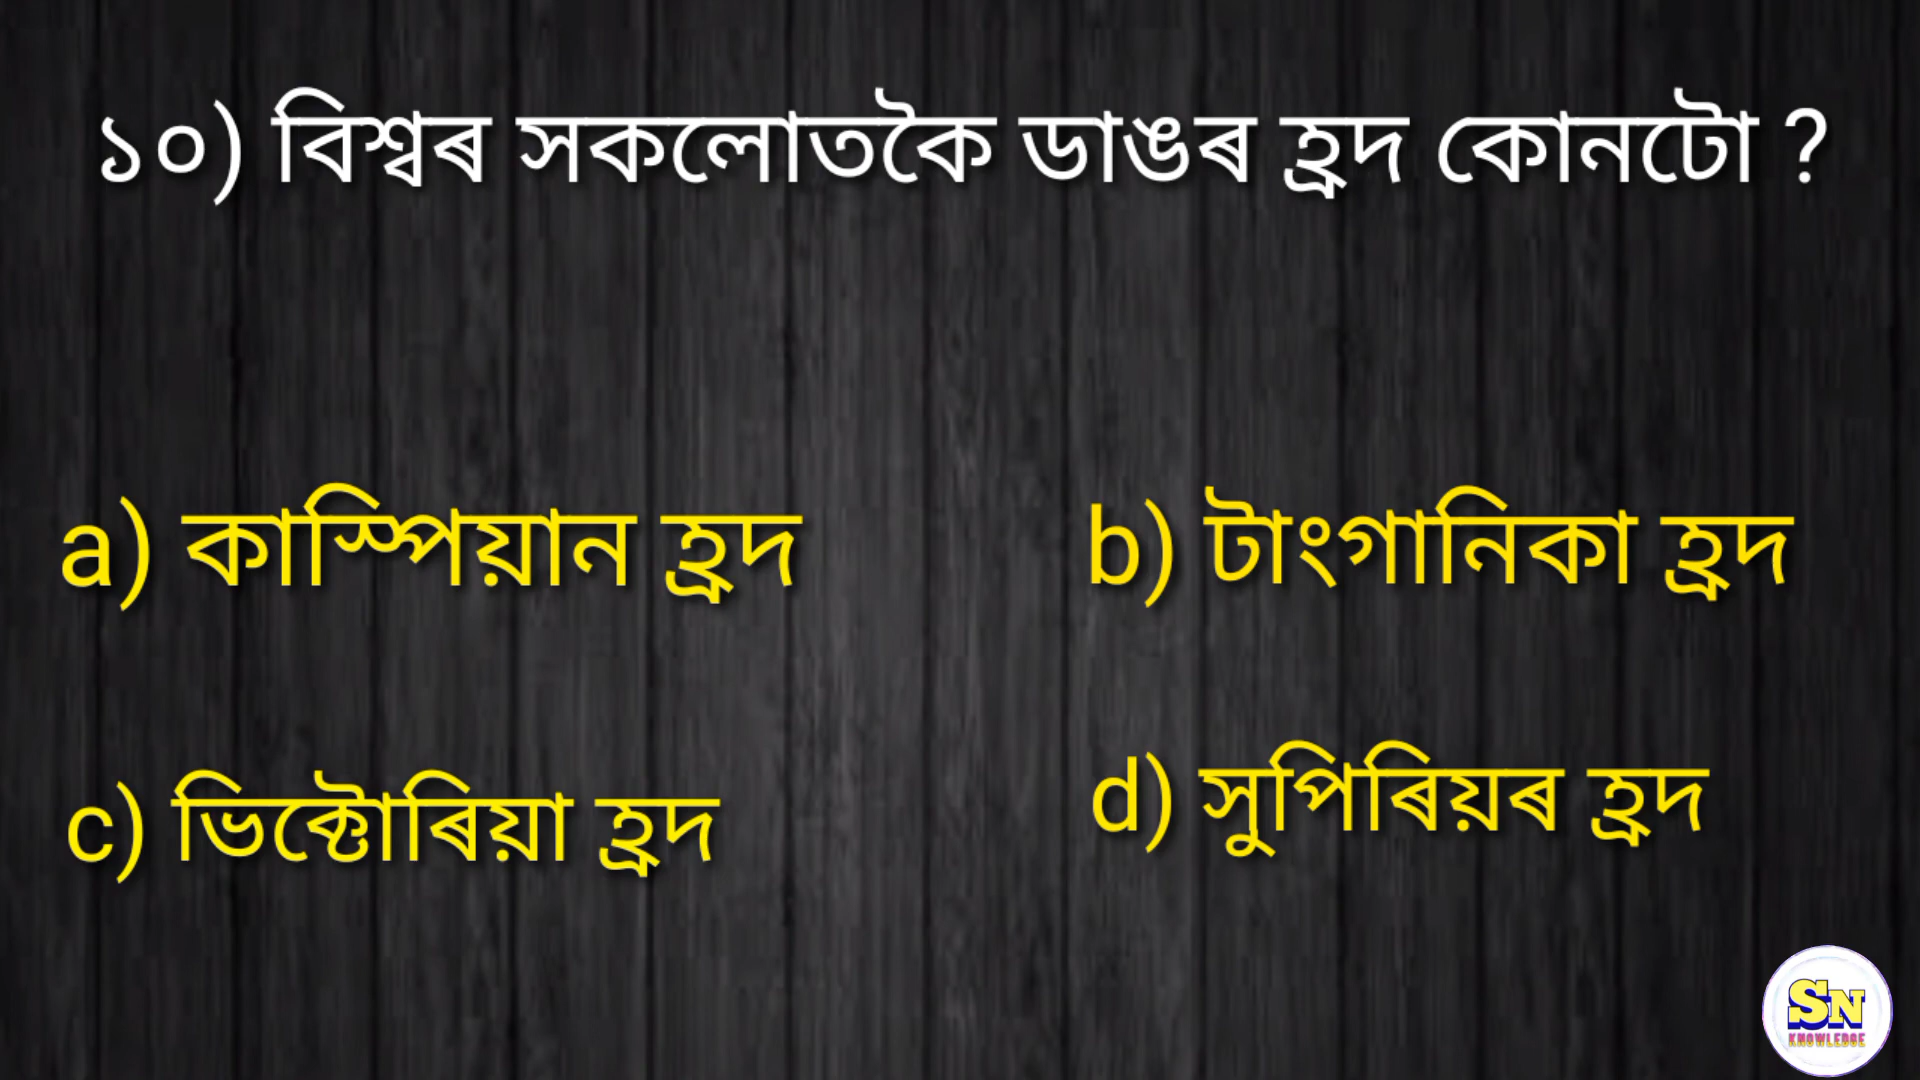 ১০) বিশ্বৰ সকলোতকৈ ডাঙৰ হ্ৰদ কোনটো ?
a) কাস্পিয়ান হ্ৰদ
b) টাংগানিকা হ্ৰদ
c) ভিক্টোৰিয়া হ্ৰদ
d) সুপিৰিয়ৰ হ্ৰদ
SN
KNOWLEDGE